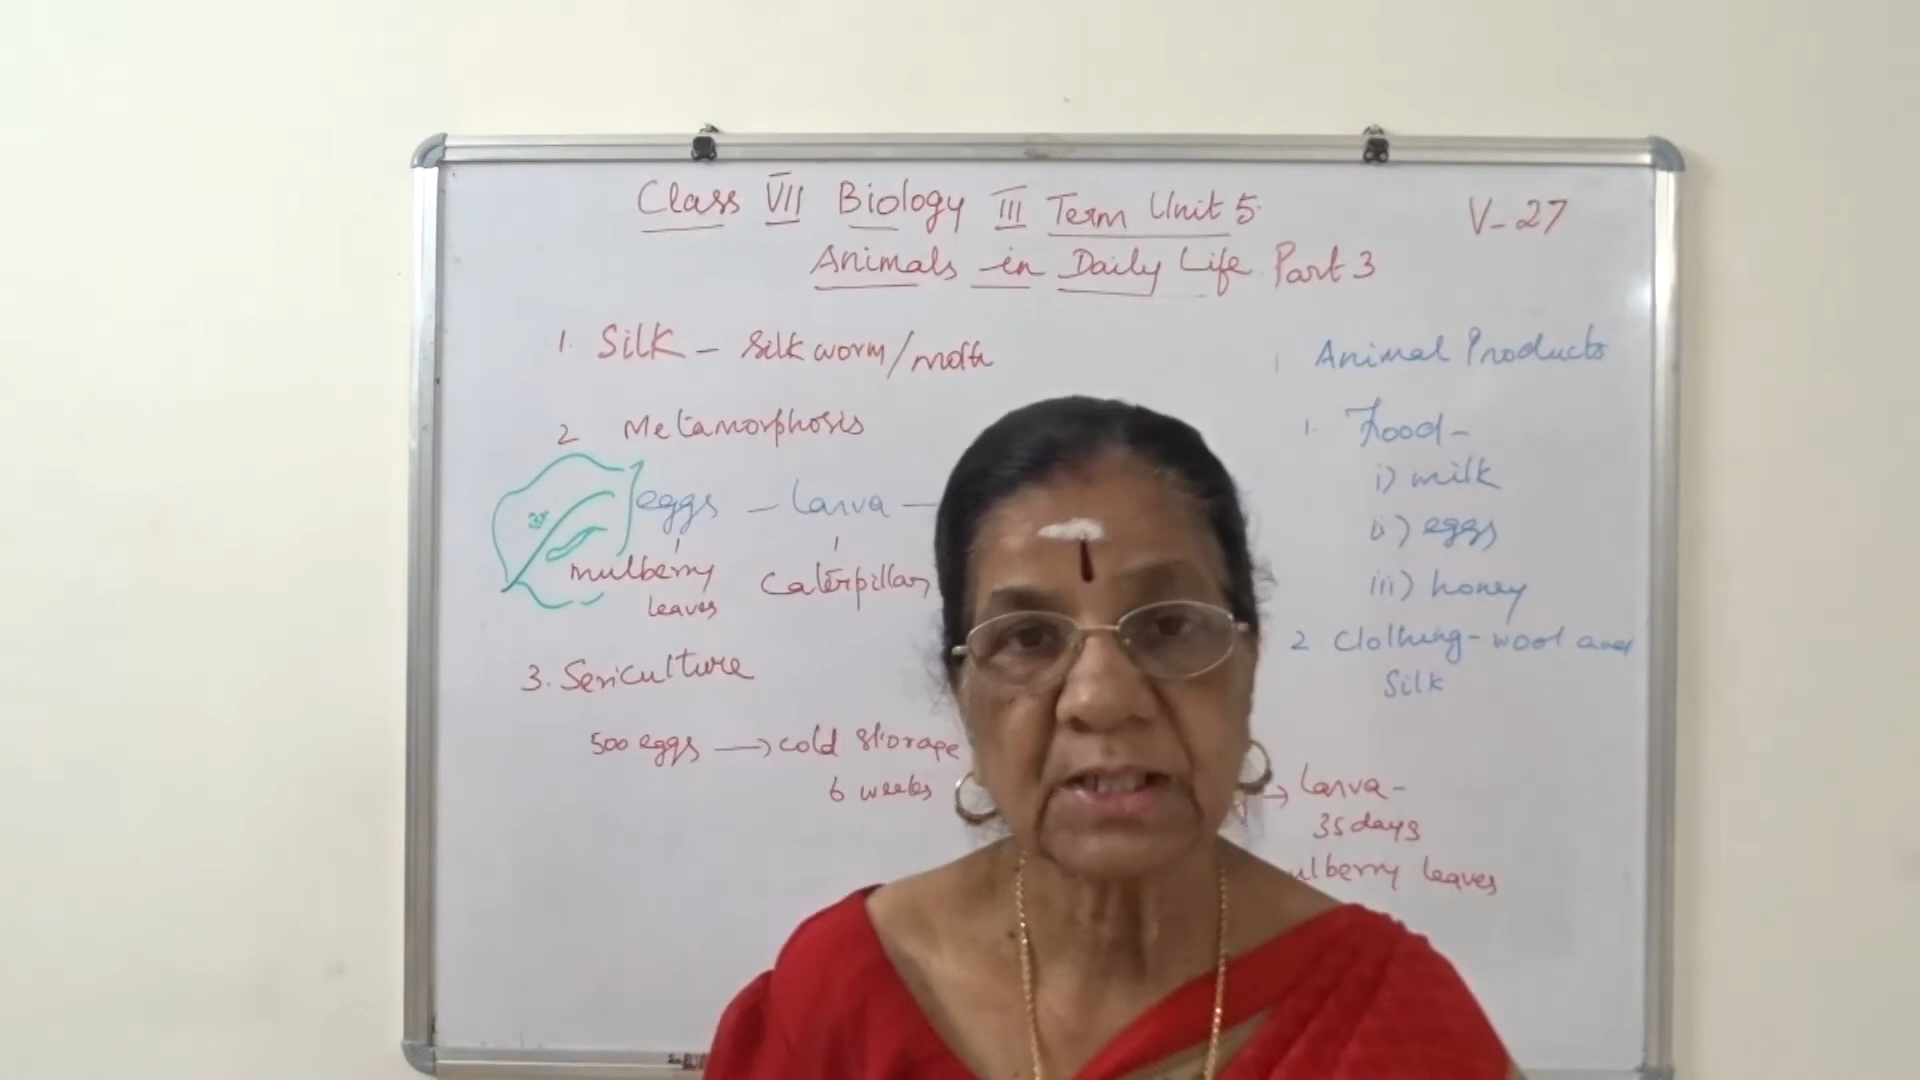 Class VII Biology III Term Unit 5
V-27
Animals in Daily Life Part 3
1. Silk - Silk worm/moth
2 Metamorphosis
eggs - Larva -
mulberry
leaves
Caterpillar
3. Sericulture
500 eggs → cold storage
6 weeks
→ Larva -
35 days
ulberry leaves
Animal Products
1. Food -
i) milk
ii) eggs
iii) honey
2 Clothing - wool and
Silk